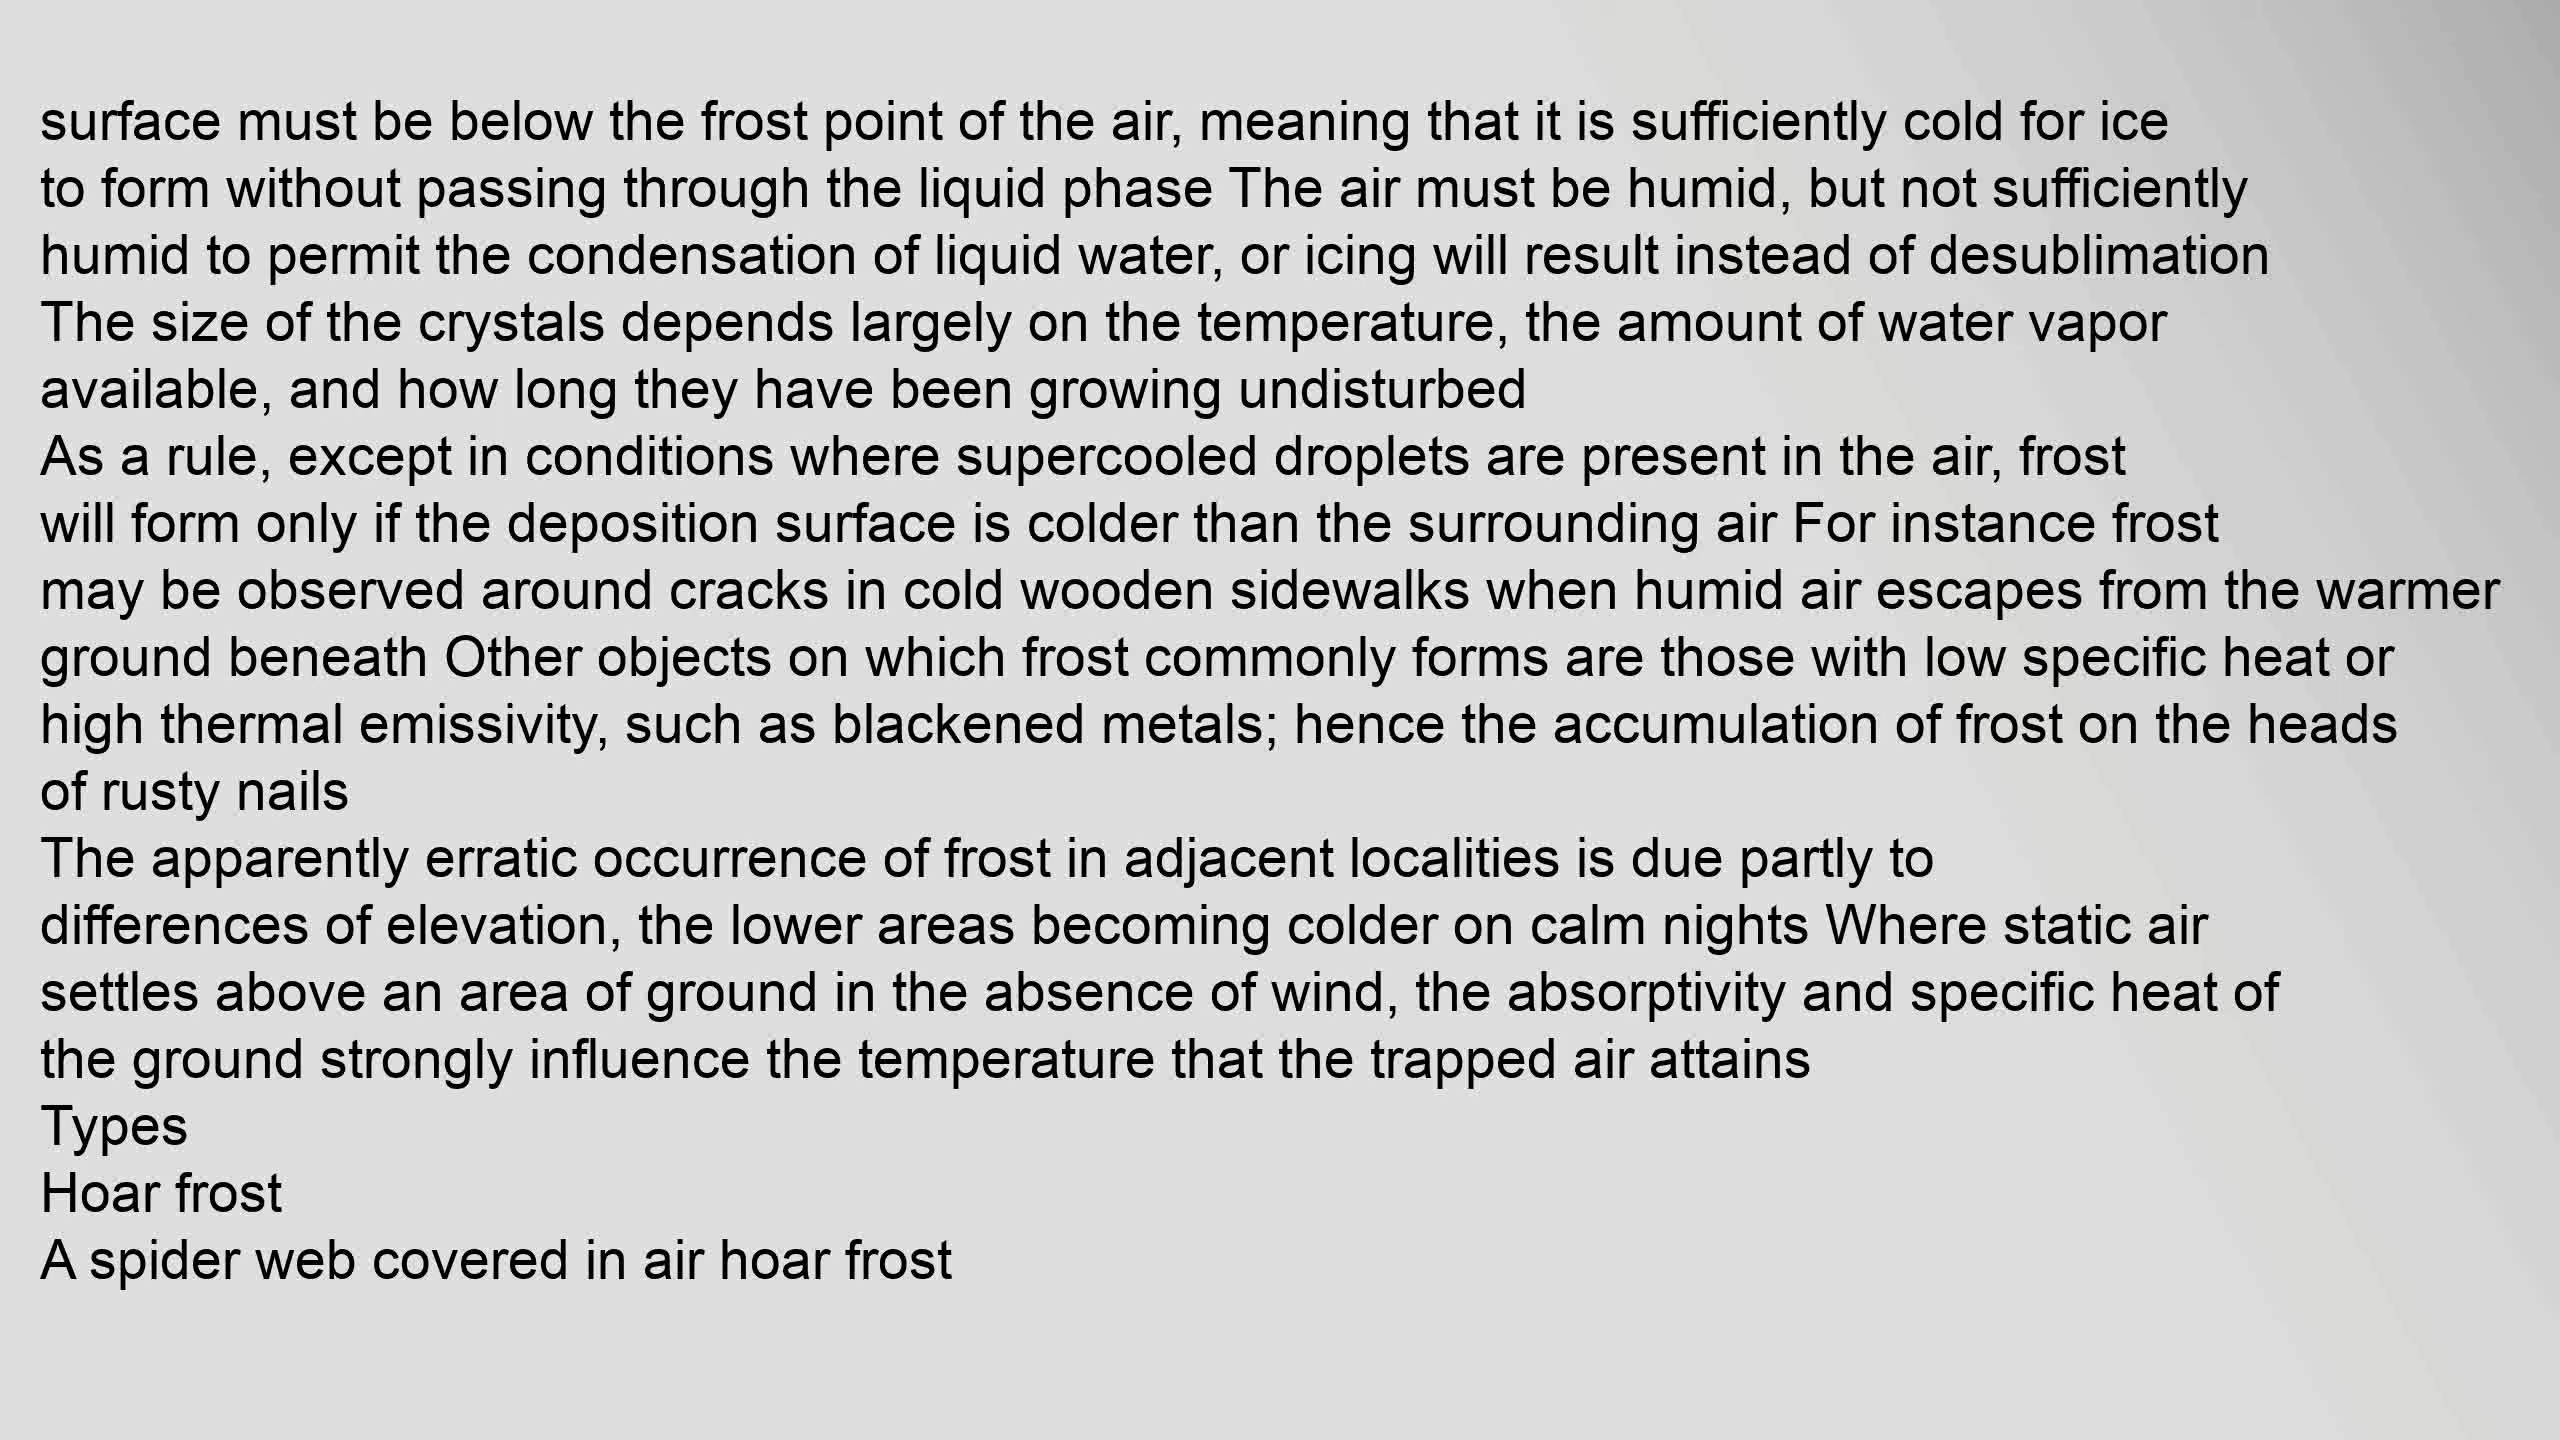 surface must be below the frost point of the air, meaning that it is sufficiently cold for ice
to form without passing through the liquid phase The air must be humid, but not sufficiently
humid to permit the condensation of liquid water, or icing will result instead of desublimation
The size of the crystals depends largely on the temperature, the amount of water vapor
available, and how long they have been growing undisturbed
As a rule, except in conditions where supercooled droplets are present in the air, frost
will form only if the deposition surface is colder than the surrounding air For instance frost
may be observed around cracks in cold wooden sidewalks when humid air escapes from the warmer
ground beneath Other objects on which frost commonly forms are those with low specific heat or
high thermal emissivity, such as blackened metals; hence the accumulation of frost on the heads
of rusty nails
The apparently erratic occurrence of frost in adjacent localities is due partly to
differences of elevation, the lower areas becoming colder on calm nights Where static air
settles above an area of ground in the absence of wind, the absorptivity and specific heat of
the ground strongly influence the temperature that the trapped air attains
Types
Hoar frost
A spider web covered in air hoar frost